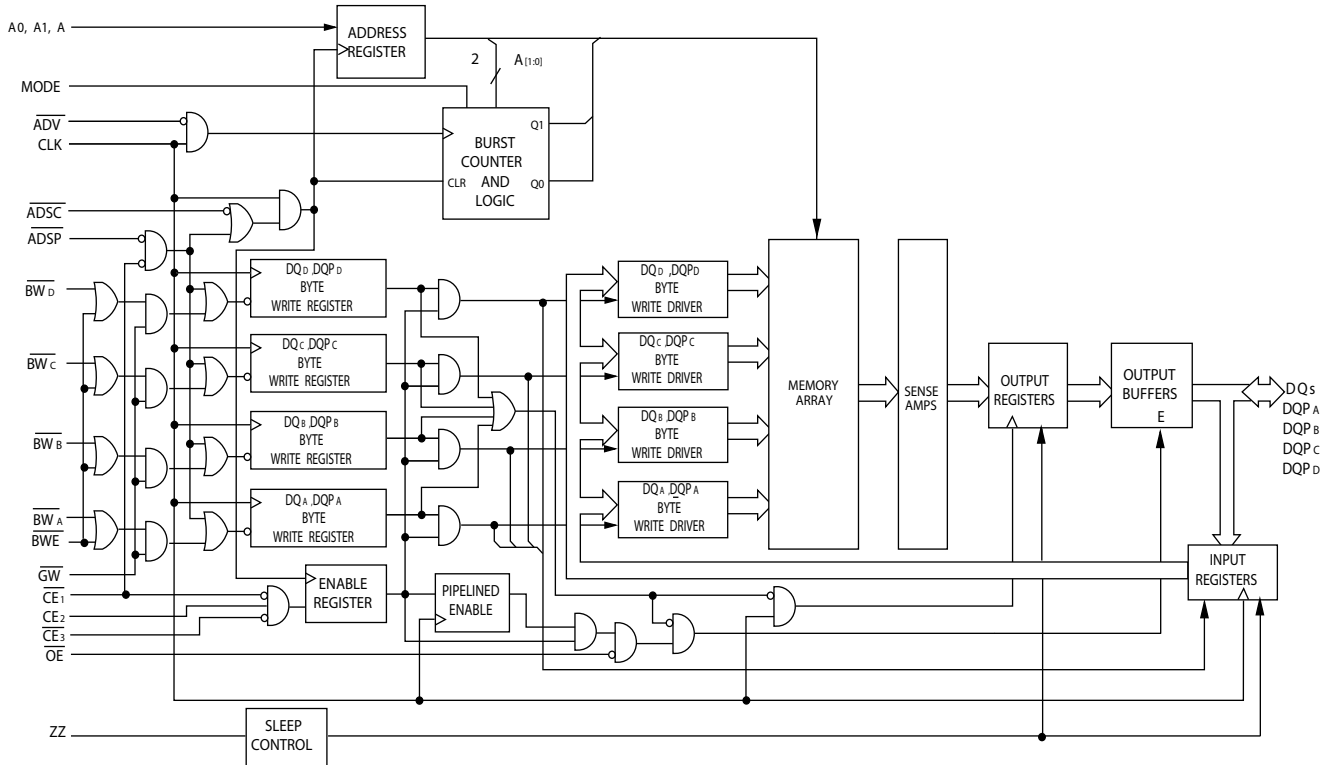 A0, A1, A
MODE
ADV
CLK
ADSC
ADSP
BW D
BW C
BW B
BW A
BWE
GW
CE1
CE2
CE3
OE
ZZ
ADDRESS
REGISTER
2
A[1:0]
BURST
COUNTER
AND
LOGIC
CLR
Q1
Q0
DQD ,DQPD
BYTE
WRITE REGISTER
DQC ,DQPC
BYTE
WRITE REGISTER
DQB ,DQPB
BYTE
WRITE REGISTER
DQA ,DQPA
BYTE
WRITE REGISTER
ENABLE
REGISTER
PIPELINED
ENABLE
SLEEP
CONTROL
DQD ,DQPD
BYTE
WRITE DRIVER
DQC ,DQPC
BYTE
WRITE DRIVER
DQB ,DQPB
BYTE
WRITE DRIVER
DQA ,DQPA
BYTE
WRITE DRIVER
MEMORY
ARRAY
SENSE
AMPS
OUTPUT
REGISTERS
OUTPUT
BUFFERS
E
INPUT
REGISTERS
DQs
DQPA
DQPB
DQPC
DQPD